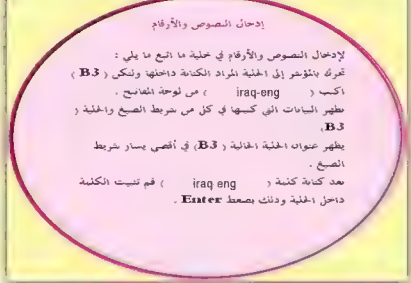 إدخال النصوص والأرقام
لإدخال النصوص والأرقام في خلية ما اتبع ما يلي :
تحرك بالمؤشر إلى الخلية المراد الكتابة داخلها ولتكن ( B3 )
اكتب ( iraq-eng ) من لوحة المفاتيح .
تظهر البيانات التي كتبتها في كل من شريط الصيغ والخلية (
B3)
يظهر عنوان الخلية الحالية ( B3) في أقصى يسار شريط
الصيغ .
بعد كتابة كلمة ( iraq eng ) قم تثبيت الكلمة
داخل الخلية وذلك بضغط Enter .